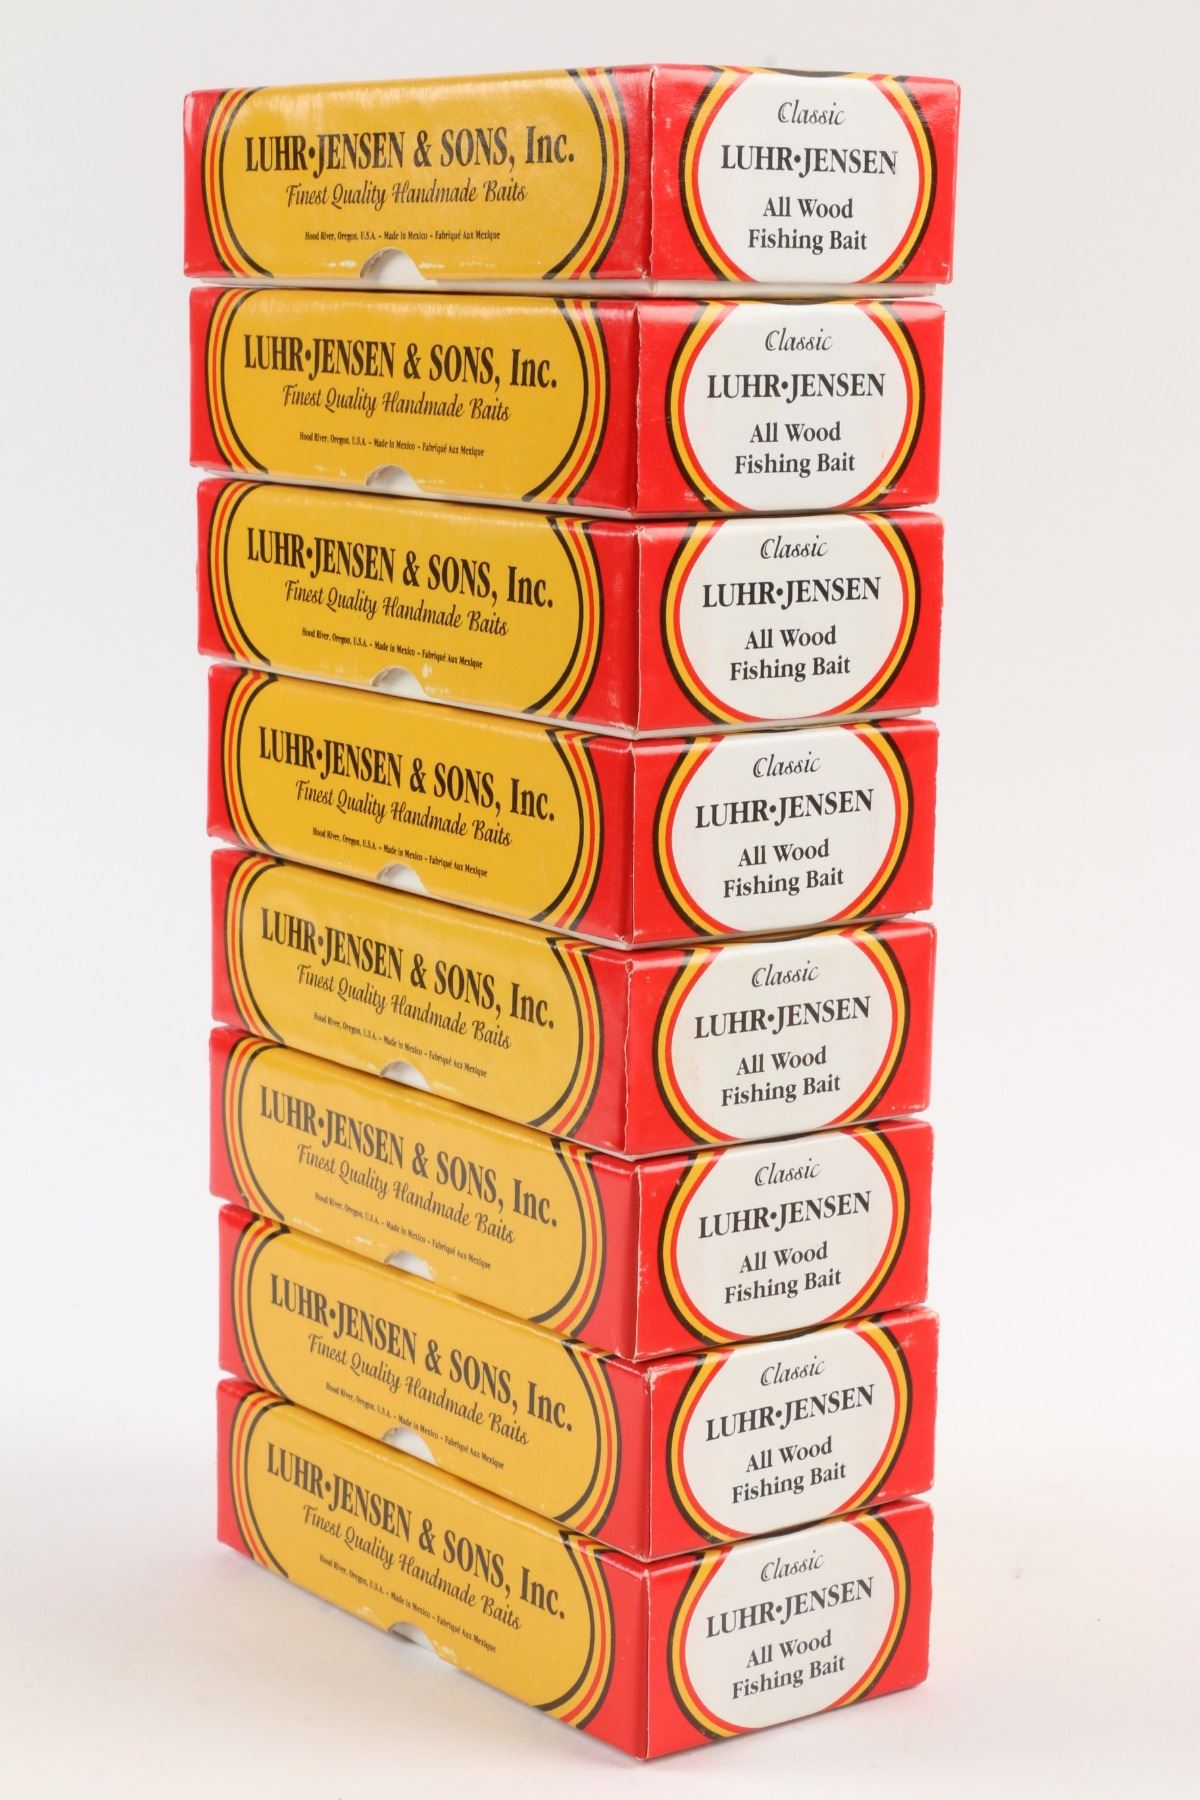 LUHR•JENSEN & SONS, Inc.
Finest Quality Handmade Baits
Hood River, Oregon, U.S.A. – Made in Mexico – Fabriqué Aux Mexique
Classic
LUHR•JENSEN
All Wood
Fishing Bait
LUHR•JENSEN & SONS, Inc.
Finest Quality Handmade Baits
Hood River, Oregon, U.S.A. – Made in Mexico – Fabriqué Aux Mexique
Classic
LUHR•JENSEN
All Wood
Fishing Bait
LUHR•JENSEN & SONS, Inc.
Finest Quality Handmade Baits
Hood River, Oregon, U.S.A. – Made in Mexico – Fabriqué Aux Mexique
Classic
LUHR•JENSEN
All Wood
Fishing Bait
LUHR•JENSEN & SONS, Inc.
Finest Quality Handmade Baits
Hood River, Oregon, U.S.A. – Made in Mexico – Fabriqué Aux Mexique
Classic
LUHR•JENSEN
All Wood
Fishing Bait
LUHR•JENSEN & SONS, Inc.
Finest Quality Handmade Baits
Hood River, Oregon, U.S.A. – Made in Mexico – Fabriqué Aux Mexique
Classic
LUHR•JENSEN
All Wood
Fishing Bait
LUHR•JENSEN & SONS, Inc.
Finest Quality Handmade Baits
Hood River, Oregon, U.S.A. – Made in Mexico – Fabriqué Aux Mexique
Classic
LUHR•JENSEN
All Wood
Fishing Bait
LUHR•JENSEN & SONS, Inc.
Finest Quality Handmade Baits
Hood River, Oregon, U.S.A. – Made in Mexico – Fabriqué Aux Mexique
Classic
LUHR•JENSEN
All Wood
Fishing Bait
LUHR•JENSEN & SONS, Inc.
Finest Quality Handmade Baits
Hood River, Oregon, U.S.A. – Made in Mexico – Fabriqué Aux Mexique
Classic
LUHR•JENSEN
All Wood
Fishing Bait